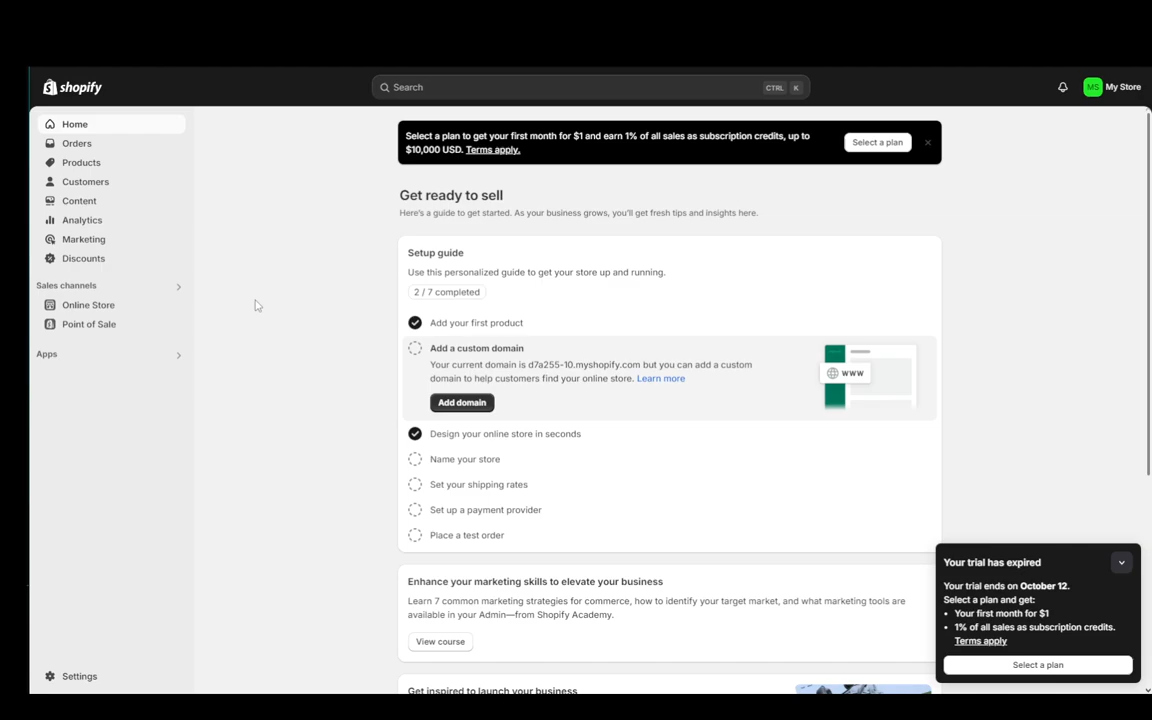 shopify
Search
CTRL K
MS My Store
Home
Orders
Products
Customers
Content
Analytics
Marketing
Discounts
Sales channels
Online Store
Point of Sale
Apps
Settings
Select a plan to get your first month for $1 and earn 1% of all sales as subscription credits, up to
$10,000 USD. Terms apply.
Select a plan
Get ready to sell
Here's a guide to get started. As your business grows, you'll get fresh tips and insights here.
Setup guide
Use this personalized guide to get your store up and running.
2 / 7 completed
Add your first product
Add a custom domain
Your current domain is d7a255-10.myshopify.com but you can add a custom
domain to help customers find your online store. Learn more
Add domain
www
Design your online store in seconds
Name your store
Set your shipping rates
Set up a payment provider
Place a test order
Enhance your marketing skills to elevate your business
Learn 7 common marketing strategies for commerce, how to identify your target market, and what marketing tools are
available in your Admin—from Shopify Academy.
View course
Get inspired to launch your business
Your trial has expired
Your trial ends on October 12.
Select a plan and get:
• Your first month for $1
• 1% of all sales as subscription credits.
Terms apply
Select a plan